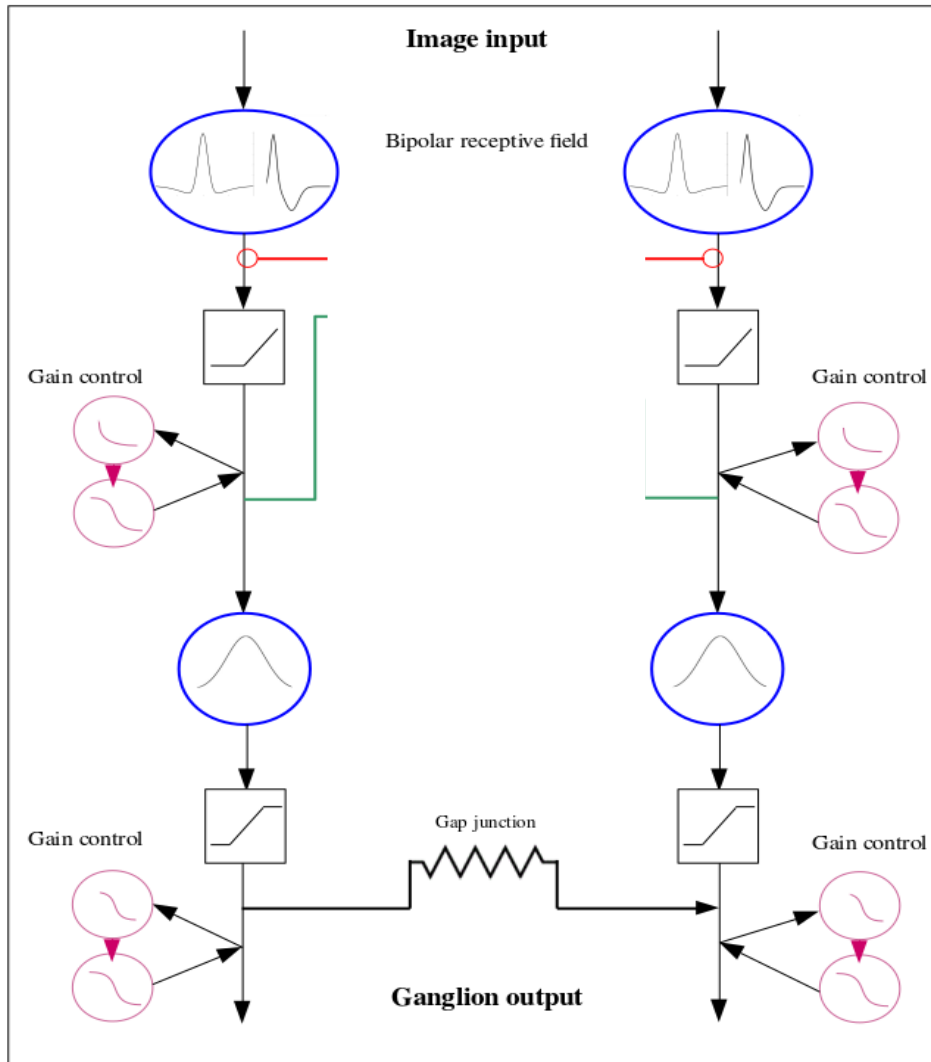 Image input
Bipolar receptive field
Gain control
Gain control
Gap junction
Gain control
Gain control
Ganglion output